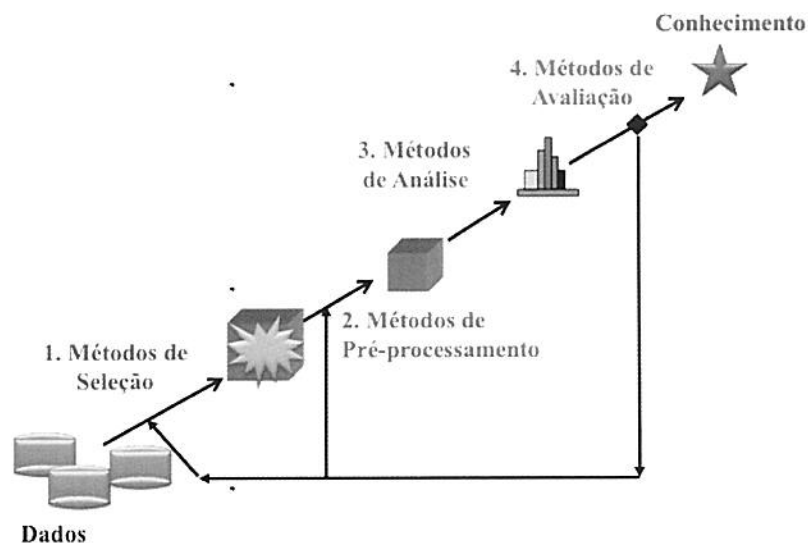 Conhecimento
4. Métodos de
Avaliação
3. Métodos
de Análise
2. Métodos de
Pré-processamento
1. Métodos de
Seleção
Dados